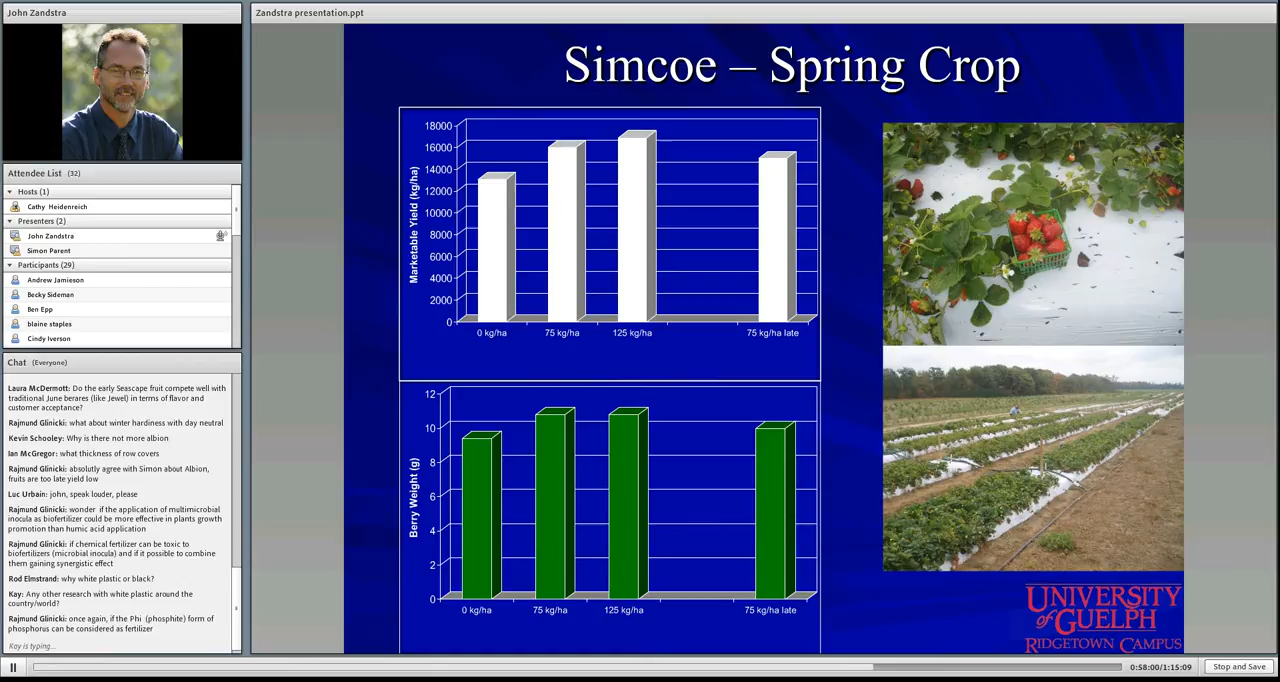 John Zandstra
Attendee List (32)
Hosts (1)
Cathy Heidenreich
Presenters (2)
John Zandstra
Simon Parent
Participants (29)
Andrew Jamieson
Becky Sideman
Ben Epp
blaine staples
Cindy Iverson
Chat (Everyone)
Laura McDermott: Do the early Seascape fruit compete well with
traditional June berares (like Jewel) in terms of flavor and
customer acceptance?
Rajmund Glinicki: what about winter hardiness with day neutral
Kevin Schooley: Why is there not more albion
Ian McGregor: what thickness of row covers
Rajmund Glinicki: absolutly agree with Simon about Albion,
fruits are too late yield low
Luc Urbain: john, speak louder, please
Rajmund Glinicki: wonder if the application of multimicrobial
inocula as biofertilizer could be more effective in plants growth
promotion than humic acid application
Rajmund Glinicki: if chemical fertilizer can be toxic to
biofertilizers (microbial inocula) and if it possible to combine
them gaining synergistic effect
Rod Elmstrand: why white plastic or black?
Kay: Any other research with white plastic around the
country/world?
Rajmund Glinicki: once again, if the Phi (phosphite) form of
phosphorus can be considered as fertilizer
Kay is typing...
Zandstra presentation.ppt
Simcoe – Spring Crop
Marketable Yield (kg/ha)
18000
16000
14000
12000
10000
8000
6000
4000
2000
0
0 kg/ha 75 kg/ha 125 kg/ha 75 kg/ha late
Berry Weight (g)
12
10
8
6
4
2
0
0 kg/ha 75 kg/ha 125 kg/ha 75 kg/ha late
UNIVERSITY
of GUELPH
RIDGETOWN CAMPUS
0:58:00/1:15:09 Stop and Save